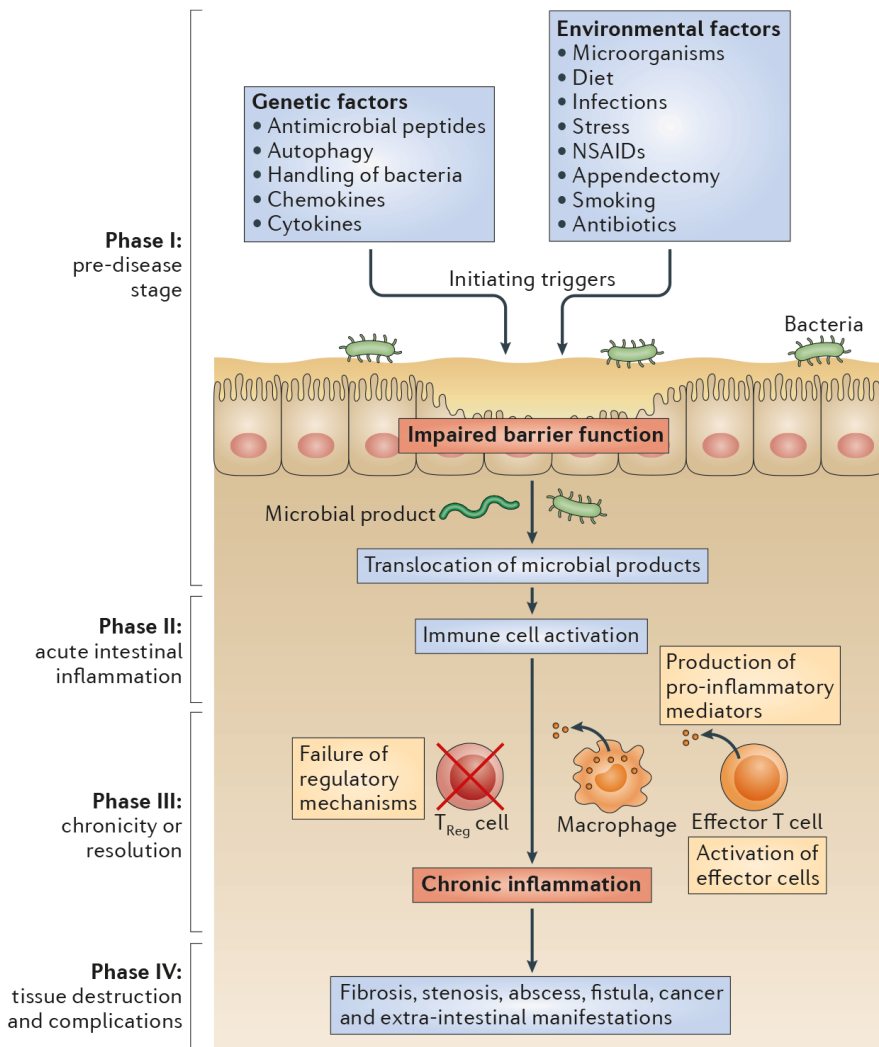 Environmental factors
• Microorganisms
• Diet
• Infections
• Stress
• NSAIDs
• Appendectomy
• Smoking
• Antibiotics
Genetic factors
• Antimicrobial peptides
• Autophagy
• Handling of bacteria
• Chemokines
• Cytokines
Phase I:
pre-disease
stage
Initiating triggers
Bacteria
Impaired barrier function
Microbial product
Translocation of microbial products
Phase II:
acute intestinal
inflammation
Immune cell activation
Production of
pro-inflammatory
mediators
Phase III:
chronicity or
resolution
Failure of
regulatory
mechanisms
TReg cell
Macrophage
Effector T cell
Activation of
effector cells
Chronic inflammation
Phase IV:
tissue destruction
and complications
Fibrosis, stenosis, abscess, fistula, cancer
and extra-intestinal manifestations